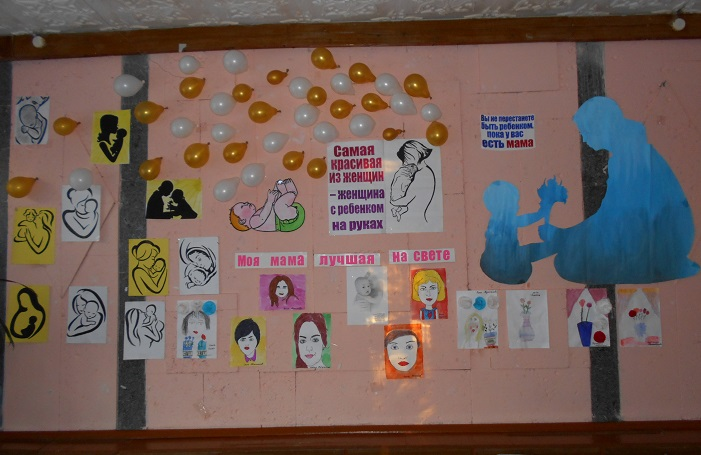 Вы не перестанете
быть ребенком,
пока у вас
есть мама
Самая
красивая
из женщин
– женщина
с ребенком
на руках
Моя мама лучшая на свете